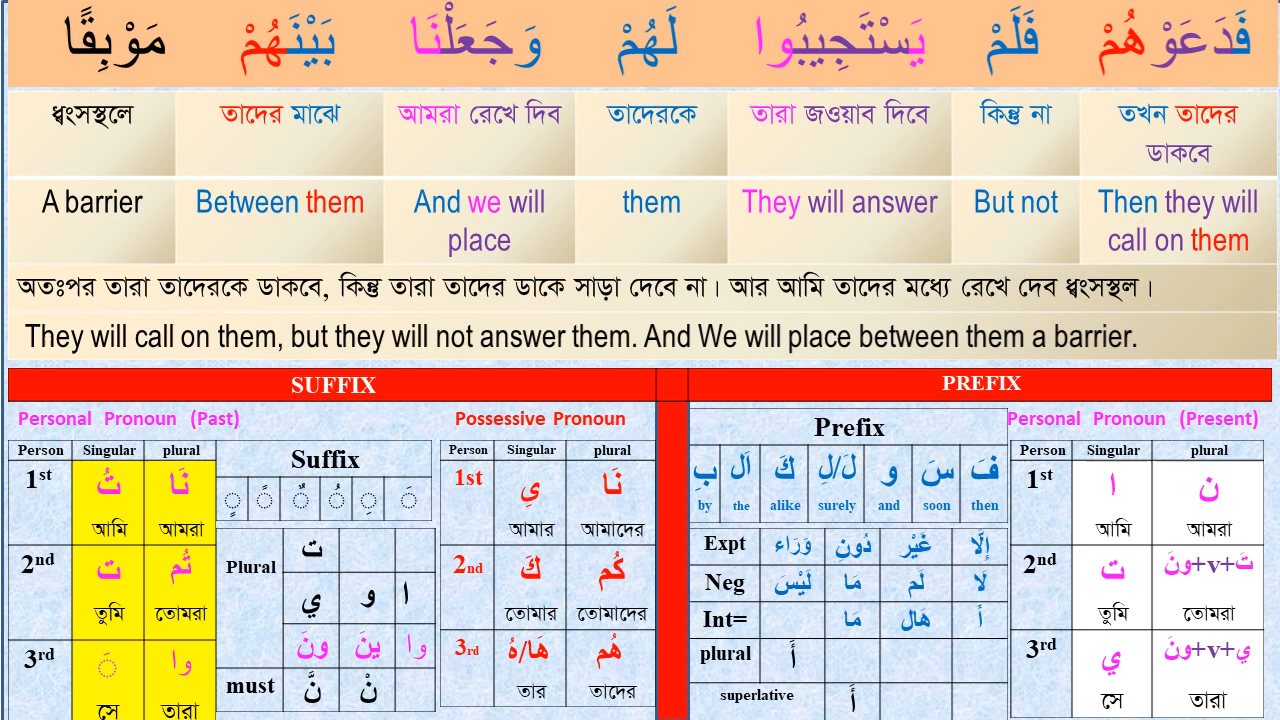 فَدَعَوْهُمْ فَلَمْ يَسْتَجِيبُوا لَهُمْ وَجَعَلْنَا بَيْنَهُمْ مَوْبِقًا
ধ্বংসস্থলে তাদের মাঝে আমরা রেখে দিব তাদেরকে তারা জওয়াব দিবে কিন্তু না তখন তাদের ডাকবে
A barrier Between them And we will place them They will answer But not Then they will call on them
অতঃপর তারা তাদেরকে ডাকবে, কিন্তু তারা তাদের ডাকে সাড়া দেবে না। আর আমি তাদের মধ্যে রেখে দেব ধ্বংসস্থল।
They will call on them, but they will not answer them. And We will place between them a barrier.
SUFFIX
Personal Pronoun (Past)
Person Singular plural
1st تُ نَا
আমি আমরা
2nd ت تُم
তুমি তোমরা
3rd َ وا
সে তারা
Suffix
ٍ ً ٌ ُ ِ َ
Plural ت
ي و ا
ونَ ينَ وا
must نَّ نْ
Possessive Pronoun
Person Singular plural
1st ىِ نَا
আমার আমাদের
2nd كَ كُم
তোমার তোমাদের
3rd هَا/هُ هُم
তার তাদের
PREFIX
Prefix
بِ اَل كَ لَ/لِ و سَ فَ
by the alike surely and soon then
Expt وَرَاء دُونِ غَيْر إِلَّا
Neg لَيْسَ مَا لَم لَا
Int= مَا هَال أَ
plural أَ
superlative أَ
Personal Pronoun (Present)
Person Singular plural
1st ا ن
আমি আমরা
2nd ت تَ+v+ونَ
তুমি তোমরা
3rd ي ي+v+ونَ
সে তারা